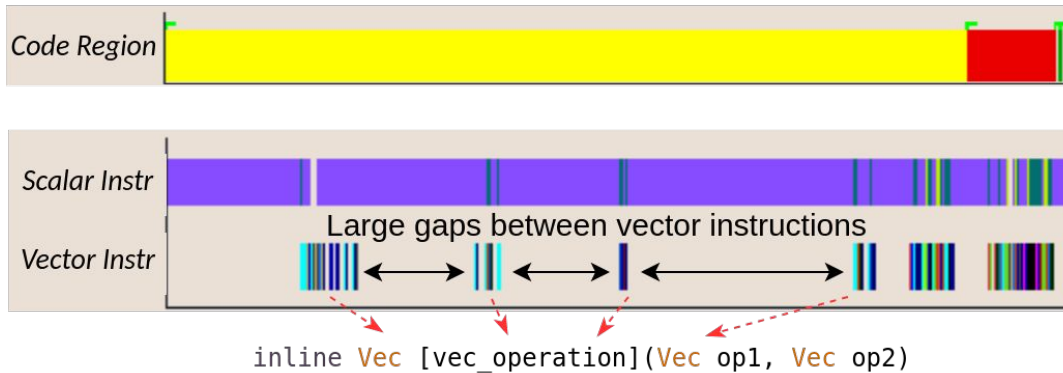 Code Region
Scalar Instr
Large gaps between vector instructions
Vector Instr
inline Vec [vec_operation](Vec op1, Vec op2)